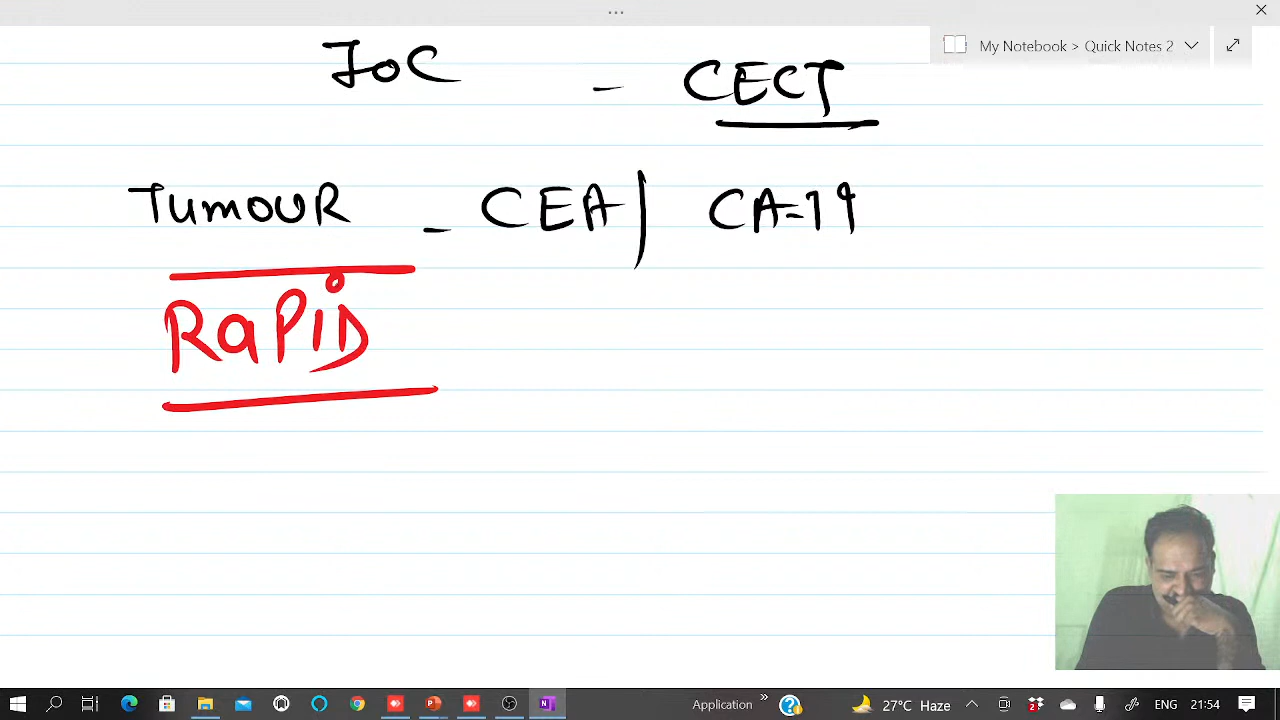 ...
My Notebook > Quick Notes 2
IOC - CECT
TUMOUR - CEA | CA-19
RaPiD
Application
27°C Haze
ENG
21:54